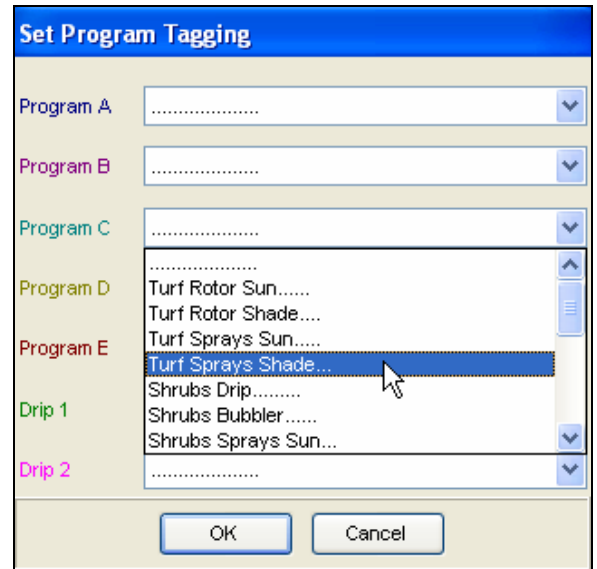 Set Program Tagging
Program A ....................
Program B ....................
Program C ....................
....................
Program D Turf Rotor Sun......
Turf Rotor Shade....
Program E Turf Sprays Sun.....
Turf Sprays Shade...
Drip 1 Shrubs Drip.........
Shrubs Bubbler......
Shrubs Sprays Sun...
Drip 2 ....................
OK Cancel